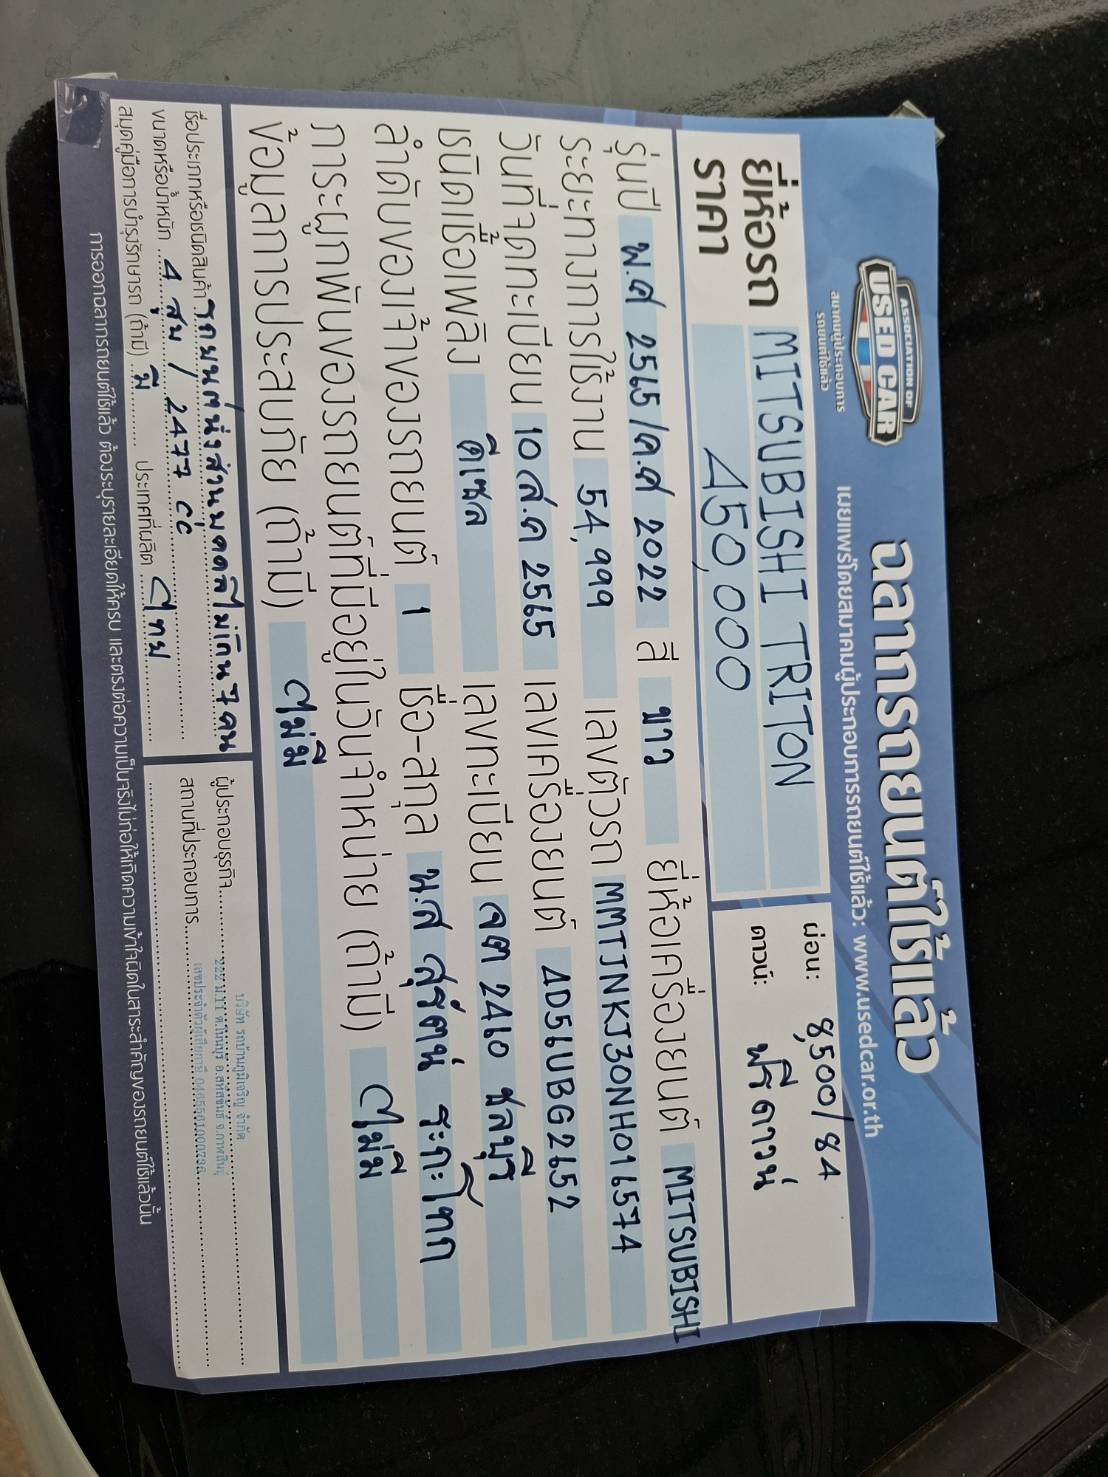 ASSOCIATION OF
USED CAR
สมาคมผู้ประกอบการ
รถยนต์ใช้แล้ว
ฉลากรถยนต์ใช้แล้ว
เผยแพร่โดยสมาคมผู้ประกอบการรถยนต์ใช้แล้ว: www.usedcar.or.th
ยี่ห้อรถ MITSUBISHI TRITON
ราคา 450,000
ผ่อน: 8,500/84
ดาวน์: ฟรีดาวน์
รุ่นปี พ.ศ 2565/ค.ศ 2022 สี ขาว ยี่ห้อเครื่องยนต์ MITSUBISHI
ระยะทางการใช้งาน 54,999 เลขตัวรถ MMTJNKJ30NH016574
วันที่จดทะเบียน 10 ส.ค 2565 เลขเครื่องยนต์ 4D56UBG2652
ชนิดเชื้อเพลิง ดีเซล เลขทะเบียน จต 2460 ชลบุรี
ลำดับของเจ้าของรถยนต์ 1 ชื่อ-สกุล น.ส สุรัตน์ ระถะโทก
ภาระผูกพันของรถยนต์ที่มีอยู่ในวันจำหน่าย (ถ้ามี) ไม่มี
ข้อมูลการประสบภัย (ถ้ามี) ไม่มี
ชื่อประเภทหรือชนิดสินค้า รถยนต์นั่งส่วนบุคคลไม่เกิน 7 คน
ขนาดหรือน้ำหนัก 4 สูบ / 2477 cc
สมุดคู่มือการบำรุงรักษารถ (ถ้ามี) มี ประเทศที่ผลิต ไทย
ผู้ประกอบธุรกิจ
สถานที่ประกอบการ
การออกฉลากรถยนต์ใช้แล้ว ต้องระบุรายละเอียดให้ครบ และตรงต่อความเป็นจริงไม่ก่อให้เกิดความเข้าใจผิดในสาระสำคัญของรถยนต์ใช้แล้วนั้น